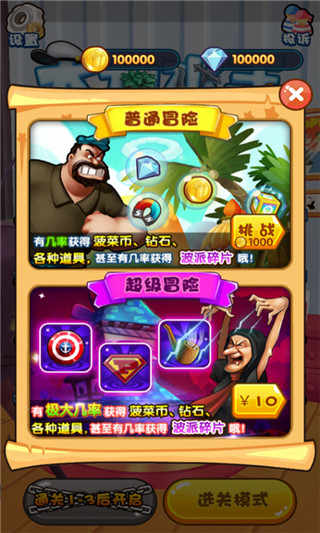 设置
100000
100000
投诉
普通冒险
挑战
1000
有几率获得 菠菜币、钻石、
各种道具，甚至有几率获得 波派碎片 哦！
超级冒险
￥10
有极大几率获得 菠菜币、钻石、
各种道具，甚至有几率获得 波派碎片 哦！
通关1-3后开启
选关模式